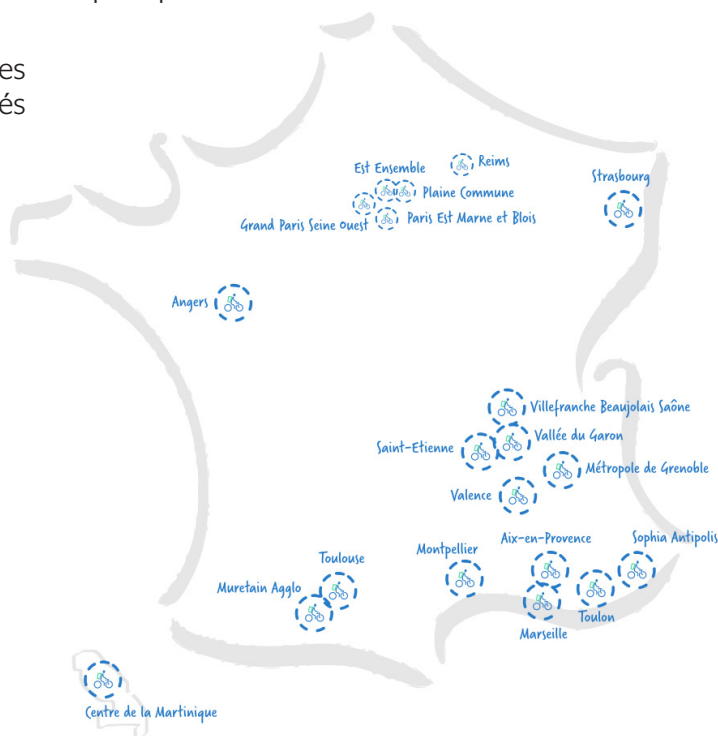 es
és
Est Ensemble
Reims
Strasbourg
Plaine Commune
Grand Paris Seine Ouest
Paris Est Marne et Blois
Angers
Villefranche Beaujolais Saône
Vallée du Garon
Saint-Etienne
Métropole de Grenoble
Valence
Aix-en-Provence
Sophia Antipolis
Montpellier
Toulouse
Muretain Agglo
Toulon
Marseille
Centre de la Martinique